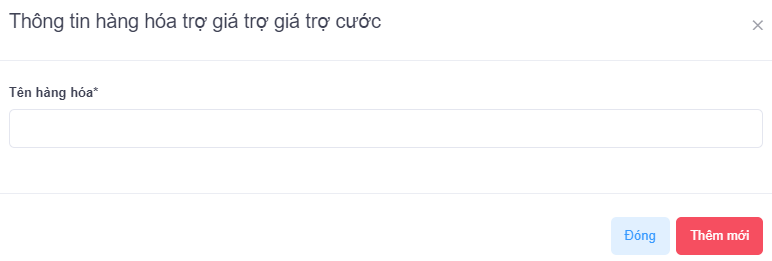 Thông tin hàng hóa trợ giá trợ giá trợ cước
Tên hàng hóa*
Đóng
Thêm mới